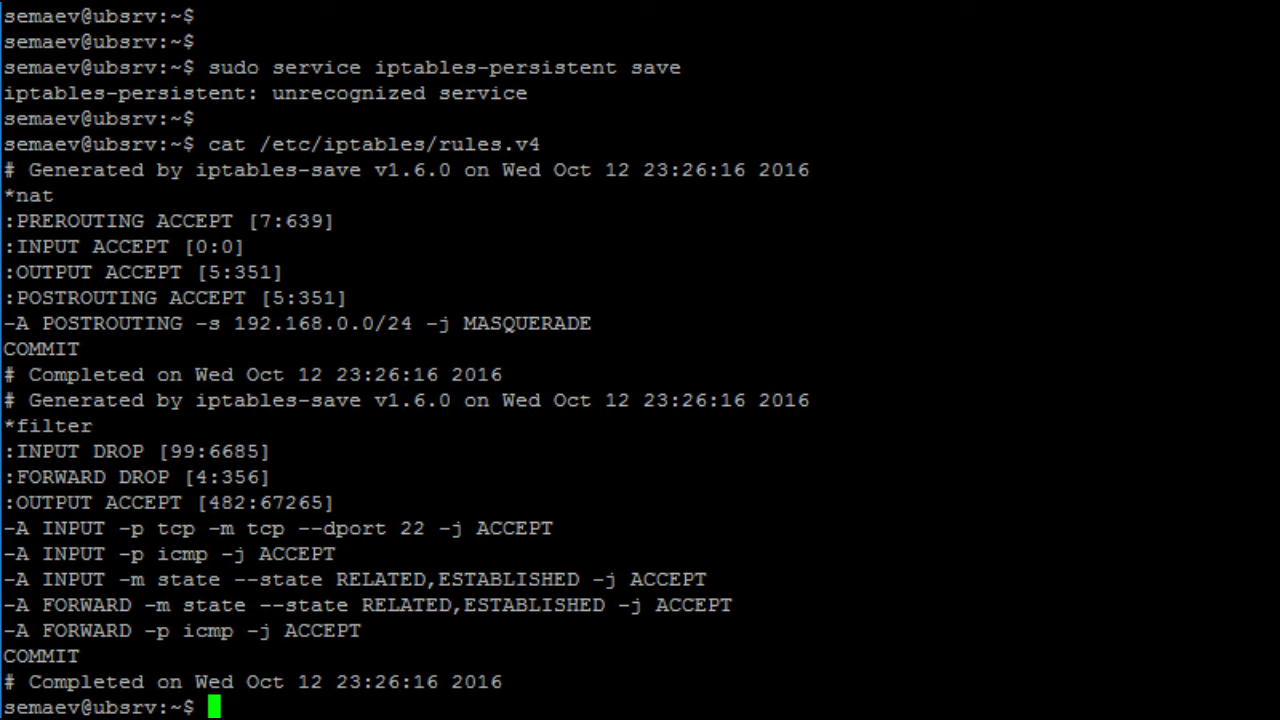 semaev@ubsrv:~$
semaev@ubsrv:~$
semaev@ubsrv:~$ sudo service iptables-persistent save
iptables-persistent: unrecognized service
semaev@ubsrv:~$
semaev@ubsrv:~$ cat /etc/iptables/rules.v4
# Generated by iptables-save v1.6.0 on Wed Oct 12 23:26:16 2016
*nat
:PREROUTING ACCEPT [7:639]
:INPUT ACCEPT [0:0]
:OUTPUT ACCEPT [5:351]
:POSTROUTING ACCEPT [5:351]
-A POSTROUTING -s 192.168.0.0/24 -j MASQUERADE
COMMIT
# Completed on Wed Oct 12 23:26:16 2016
# Generated by iptables-save v1.6.0 on Wed Oct 12 23:26:16 2016
*filter
:INPUT DROP [99:6685]
:FORWARD DROP [4:356]
:OUTPUT ACCEPT [482:67265]
-A INPUT -p tcp -m tcp --dport 22 -j ACCEPT
-A INPUT -p icmp -j ACCEPT
-A INPUT -m state --state RELATED,ESTABLISHED -j ACCEPT
-A FORWARD -m state --state RELATED,ESTABLISHED -j ACCEPT
-A FORWARD -p icmp -j ACCEPT
COMMIT
# Completed on Wed Oct 12 23:26:16 2016
semaev@ubsrv:~$